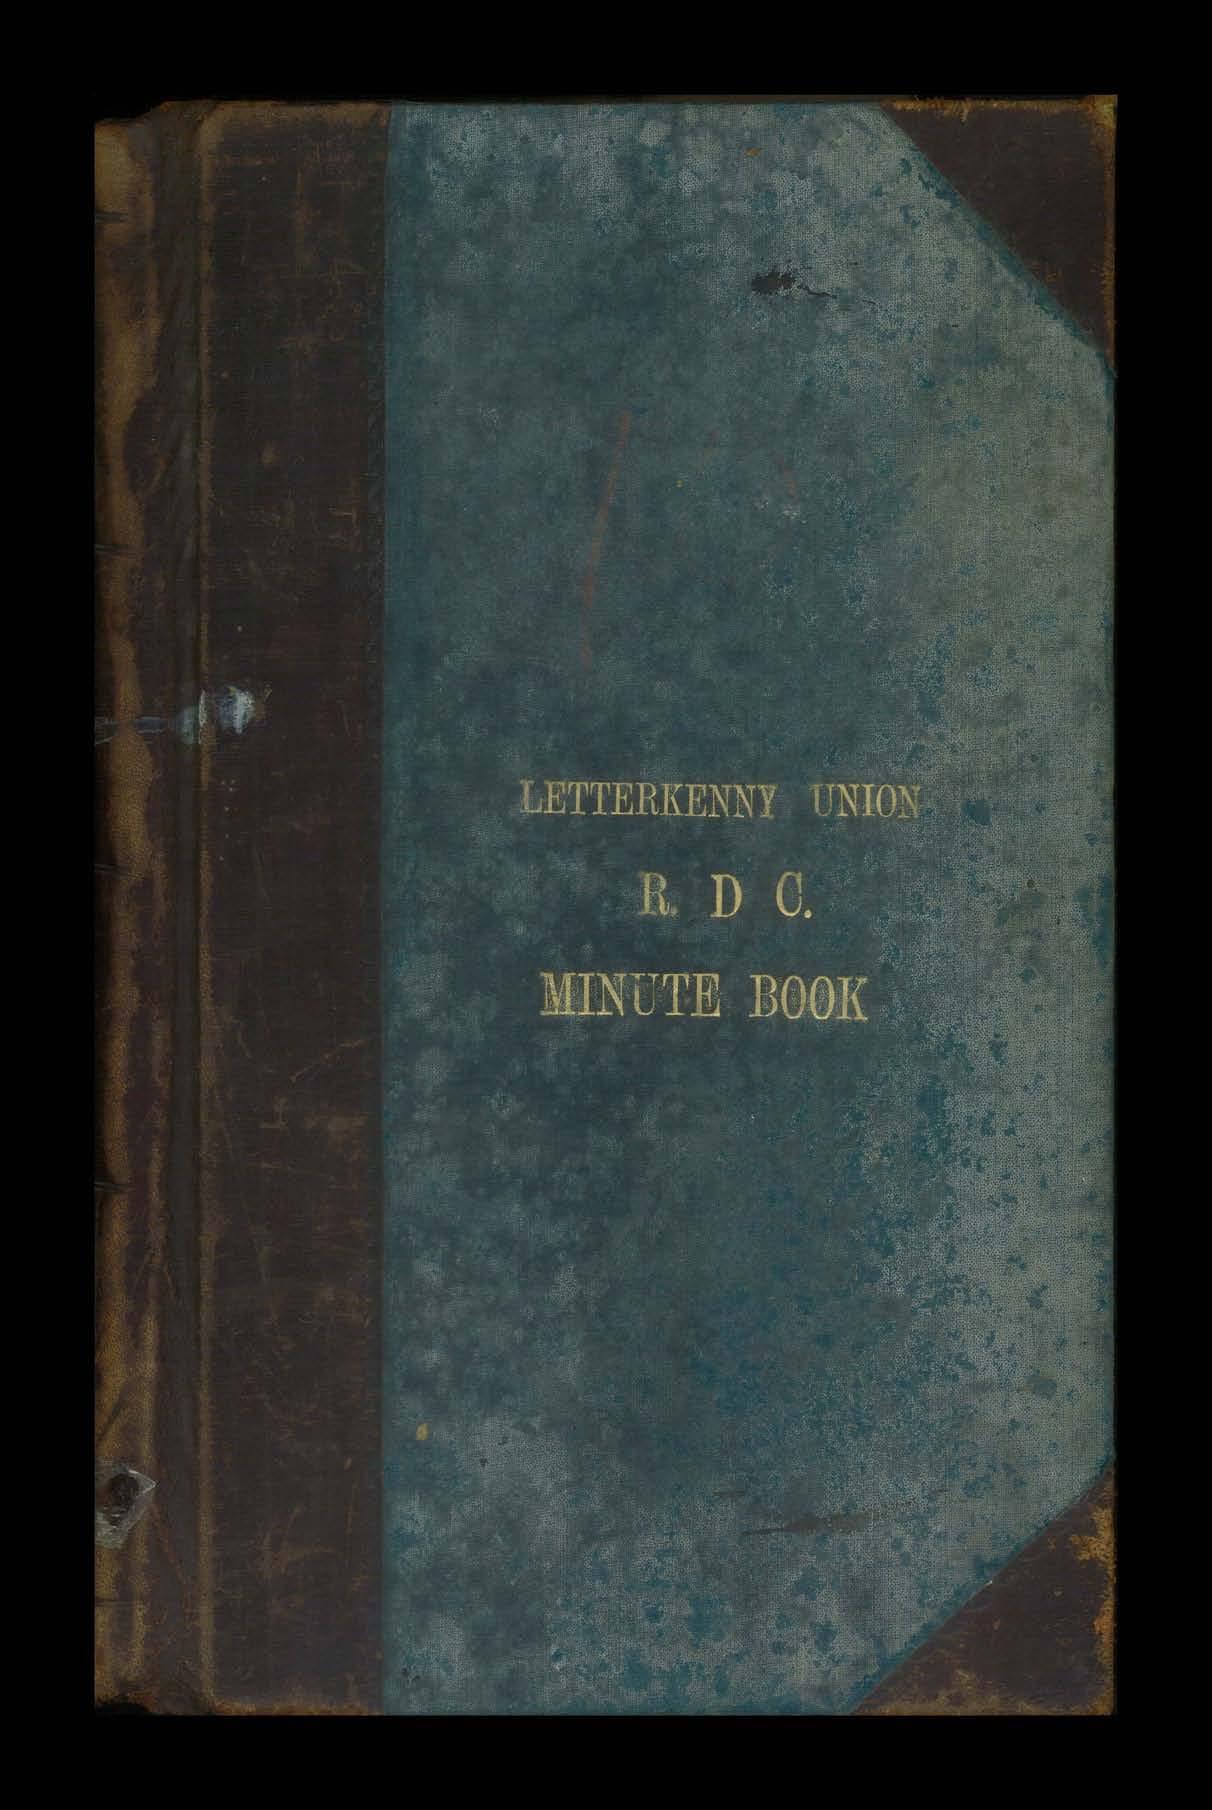 LETTERKENNY UNION
R. D C.
MINUTE BOOK